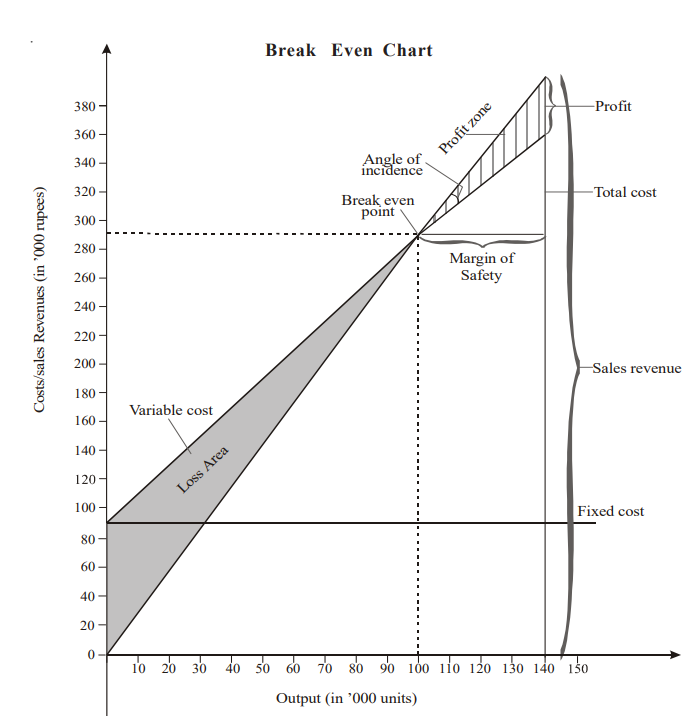 Break Even Chart
Costs/sales Revenues (in ’000 rupees)
380
360
340
320
300
280
260
240
220
200
180
160
140
120
100
80
60
40
20
0
Profit zone
Profit
Angle of
incidence
Total cost
Break even
point
Margin of
Safety
Sales revenue
Variable cost
Loss Area
Fixed cost
10 20 30 40 50 60 70 80 90 100 110 120 130 140 150
Output (in ’000 units)